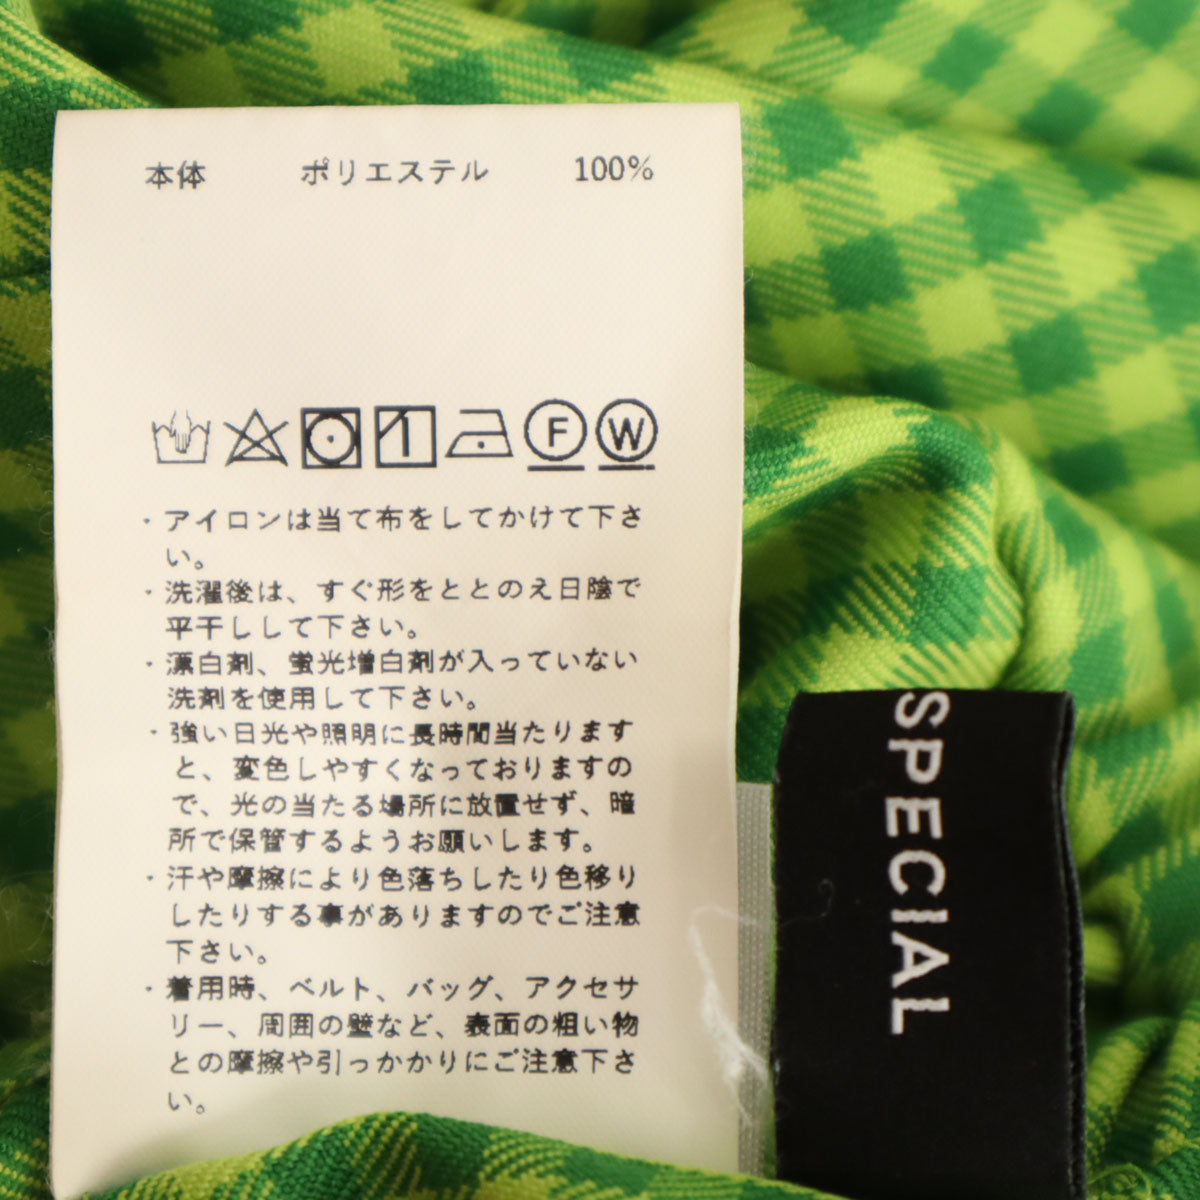 本体 ポリエステル 100%
F W
・アイロンは当て布をしてかけて下さ
い。
・洗濯後は、すぐ形をととのえ日陰で
平干しして下さい。
・漂白剤、蛍光増白剤が入っていない
洗剤を使用して下さい。
・強い日光や照明に長時間当たります
と、変色しやすくなっておりますの
で、光の当たる場所に放置せず、暗
所で保管するようお願いします。
・汗や摩擦により色落ちしたり色移り
したりする事がありますのでご注意
下さい。
・着用時、ベルト、バッグ、アクセサ
リー、周囲の壁など、表面の粗い物
との摩擦や引っかかりにご注意下さ
い。
SPECIAL